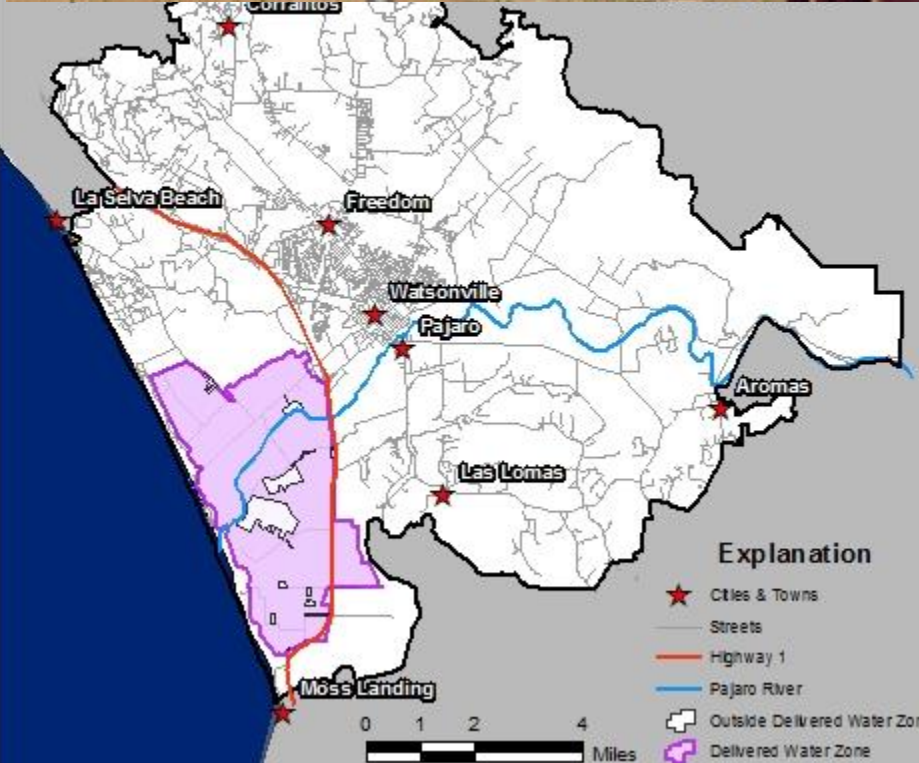 Corralitos
La Selva Beach
Freedom
Watsonville
Pajaro
Aromas
Las Lomas
Explanation
Cities & Towns
Streets
Highway 1
Pajaro River
Outside Delivered Water Zon
Delivered Water Zone
Moss Landing
0 1 2 4
Miles